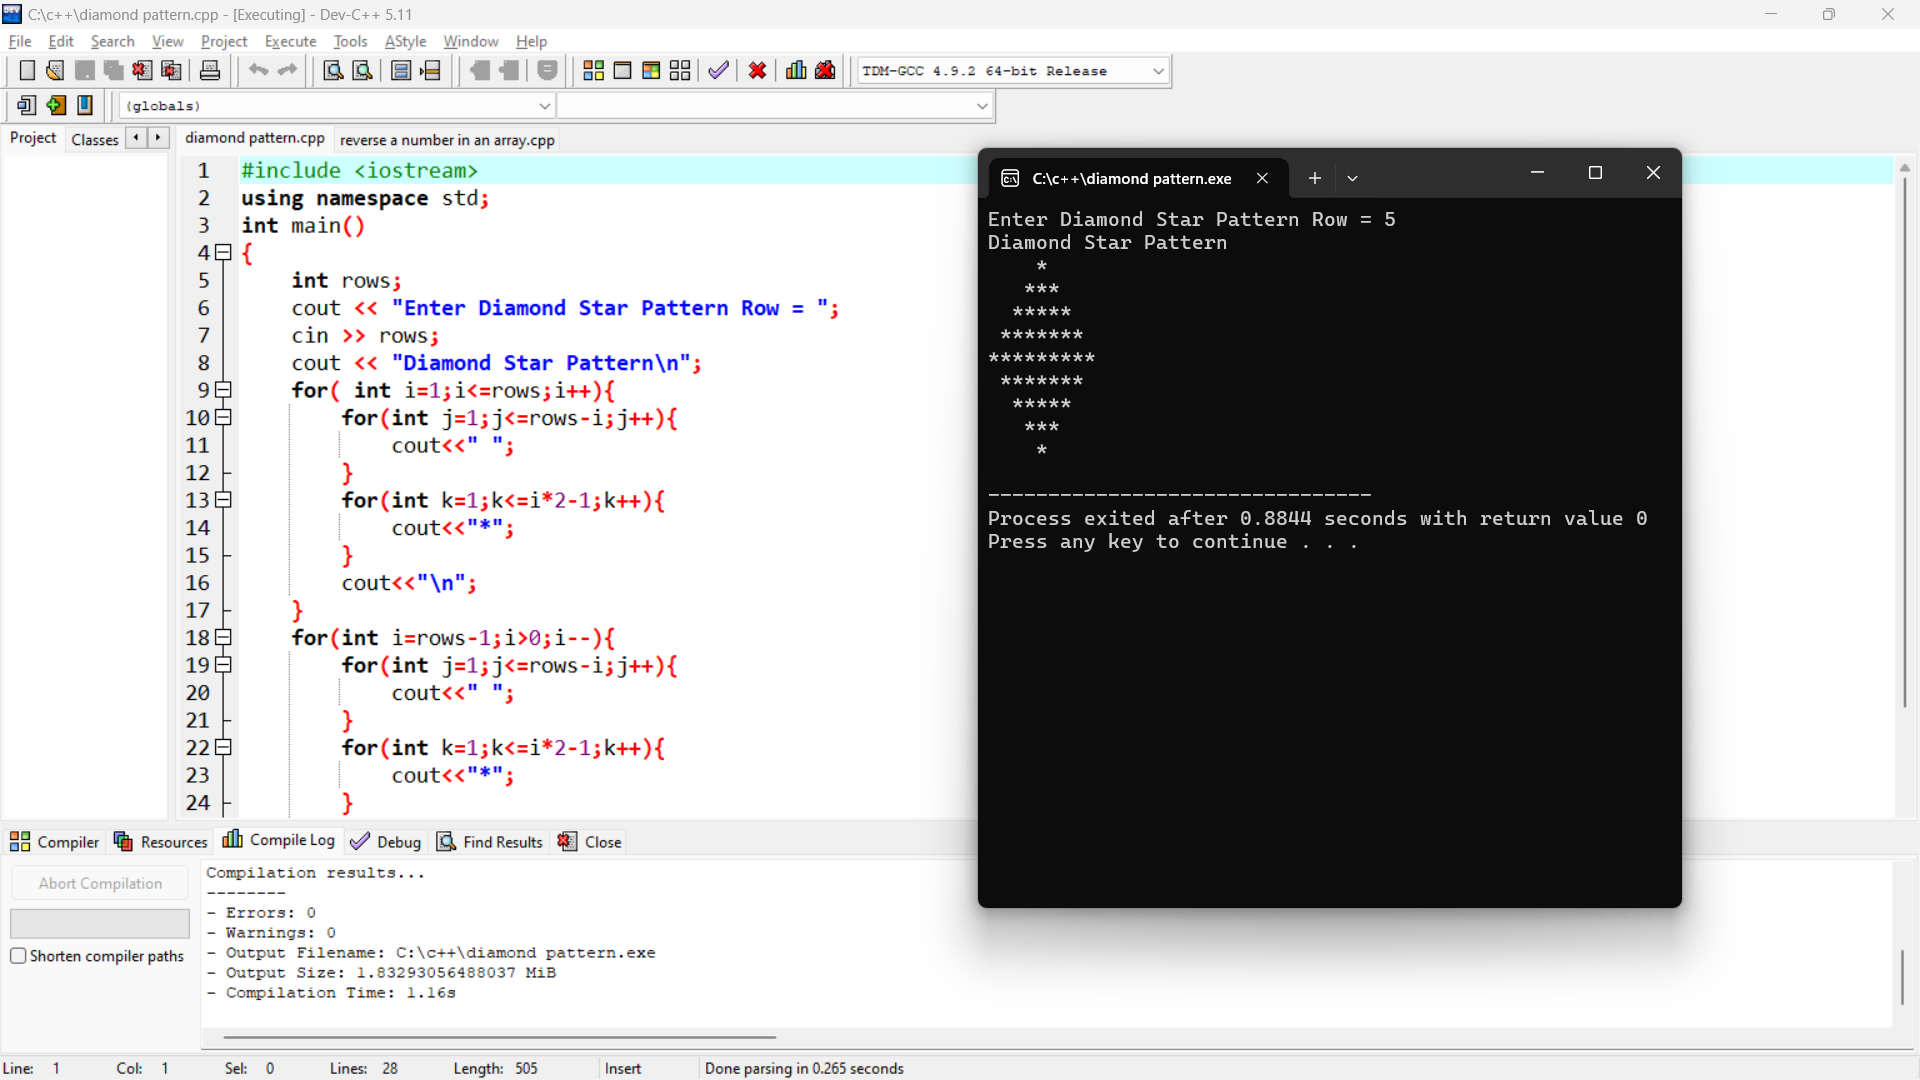 C:\c++\diamond pattern.cpp - [Executing] - Dev-C++ 5.11
File Edit Search View Project Execute Tools AStyle Window Help
TDM-GCC 4.9.2 64-bit Release
(globals)
Project Classes
diamond pattern.cpp reverse a number in an array.cpp
1 #include <iostream>
2 using namespace std;
3 int main()
4 {
5     int rows;
6     cout << "Enter Diamond Star Pattern Row = ";
7     cin >> rows;
8     cout << "Diamond Star Pattern\n";
9     for( int i=1;i<=rows;i++){
10         for(int j=1;j<=rows-i;j++){
11             cout<<" ";
12         }
13         for(int k=1;k<=i*2-1;k++){
14             cout<<"*";
15         }
16         cout<<"\n";
17     }
18     for(int i=rows-1;i>0;i--){
19         for(int j=1;j<=rows-i;j++){
20             cout<<" ";
21         }
22         for(int k=1;k<=i*2-1;k++){
23             cout<<"*";
24         }
C:\c++\diamond pattern.exe
Enter Diamond Star Pattern Row = 5
Diamond Star Pattern
    *
   ***
  *****
 *******
*********
 *******
  *****
   ***
    *
--------------------------------
Process exited after 0.8844 seconds with return value 0
Press any key to continue . . .
Compiler Resources Compile Log Debug Find Results Close
Abort Compilation
Shorten compiler paths
Compilation results...
--------
- Errors: 0
- Warnings: 0
- Output Filename: C:\c++\diamond pattern.exe
- Output Size: 1.83293056488037 MiB
- Compilation Time: 1.16s
Line: 1 Col: 1 Sel: 0 Lines: 28 Length: 505 Insert Done parsing in 0.265 seconds